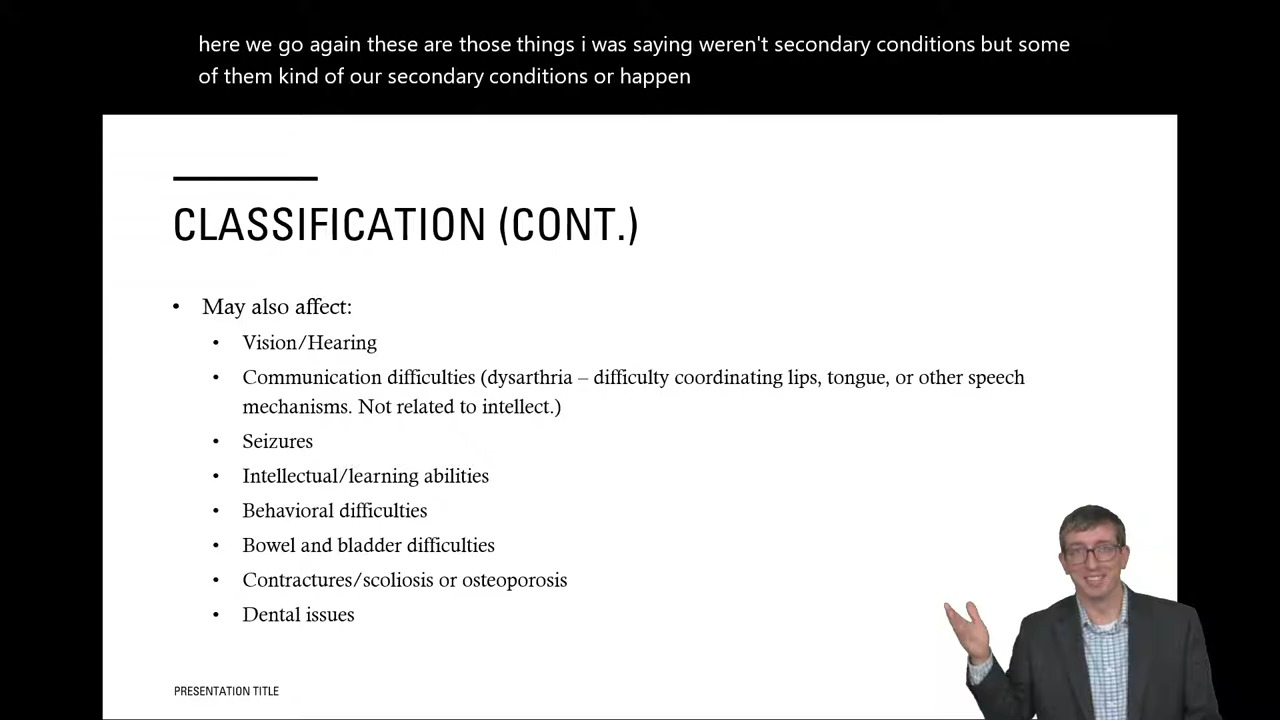 here we go again these are those things i was saying weren't secondary conditions but some
of them kind of our secondary conditions or happen
CLASSIFICATION (CONT.)
• May also affect:
• Vision/Hearing
• Communication difficulties (dysarthria – difficulty coordinating lips, tongue, or other speech
mechanisms. Not related to intellect.)
• Seizures
• Intellectual/learning abilities
• Behavioral difficulties
• Bowel and bladder difficulties
• Contractures/scoliosis or osteoporosis
• Dental issues
PRESENTATION TITLE